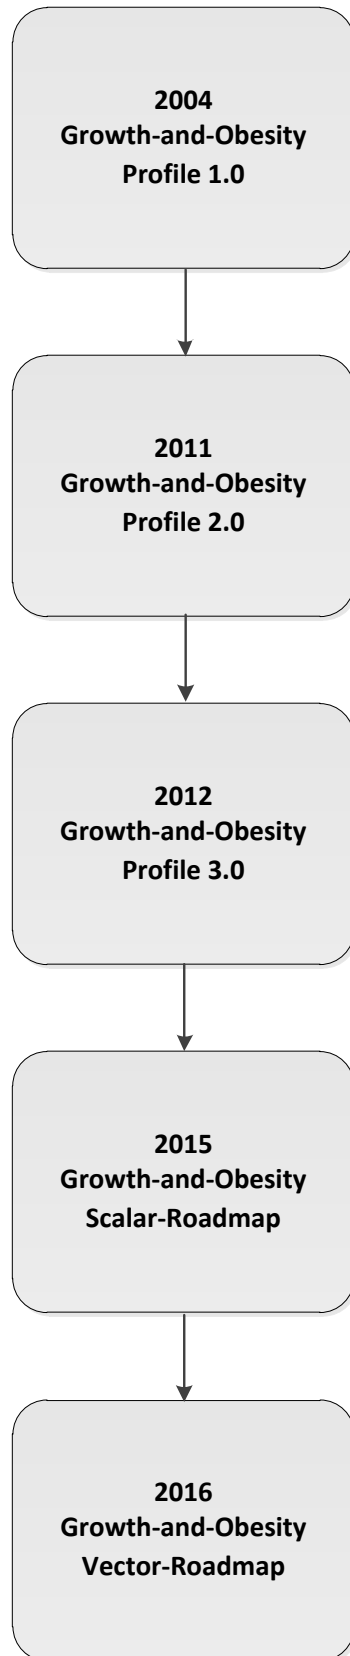 2004
Growth-and-Obesity
Profile 1.0
2011
Growth-and-Obesity
Profile 2.0
2012
Growth-and-Obesity
Profile 3.0
2015
Growth-and-Obesity
Scalar-Roadmap
2016
Growth-and-Obesity
Vector-Roadmap